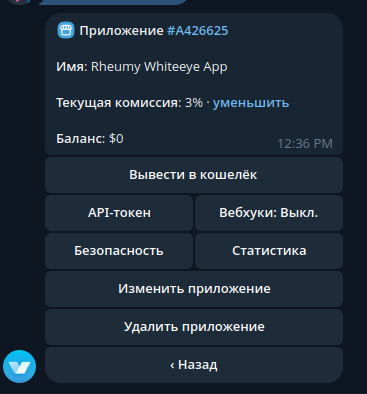 Приложение #A426625
Имя: Rheumy Whiteeye App
Текущая комиссия: 3% · уменьшить
Баланс: $0
12:36 PM
Вывести в кошелёк
API-токен
Вебхуки: Выкл.
Безопасность
Статистика
Изменить приложение
Удалить приложение
‹ Назад